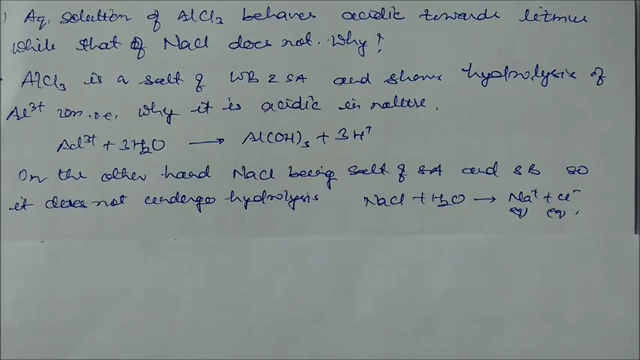 ) Aq. solution of AlCl2 behaves acidic towards litmus
while that of NaCl does not. Why?
AlCl3 is a salt of WB & SA and shows hydrolysis of
Al3+ ion i.e. why it is acidic in nature.
Al3+ + 3H2O → Al(OH)3 + 3H+
On the other hand NaCl being salt of SA and SB so
it does not undergo hydrolysis NaCl + H2O → Na+ + Cl-
(aq) (aq).